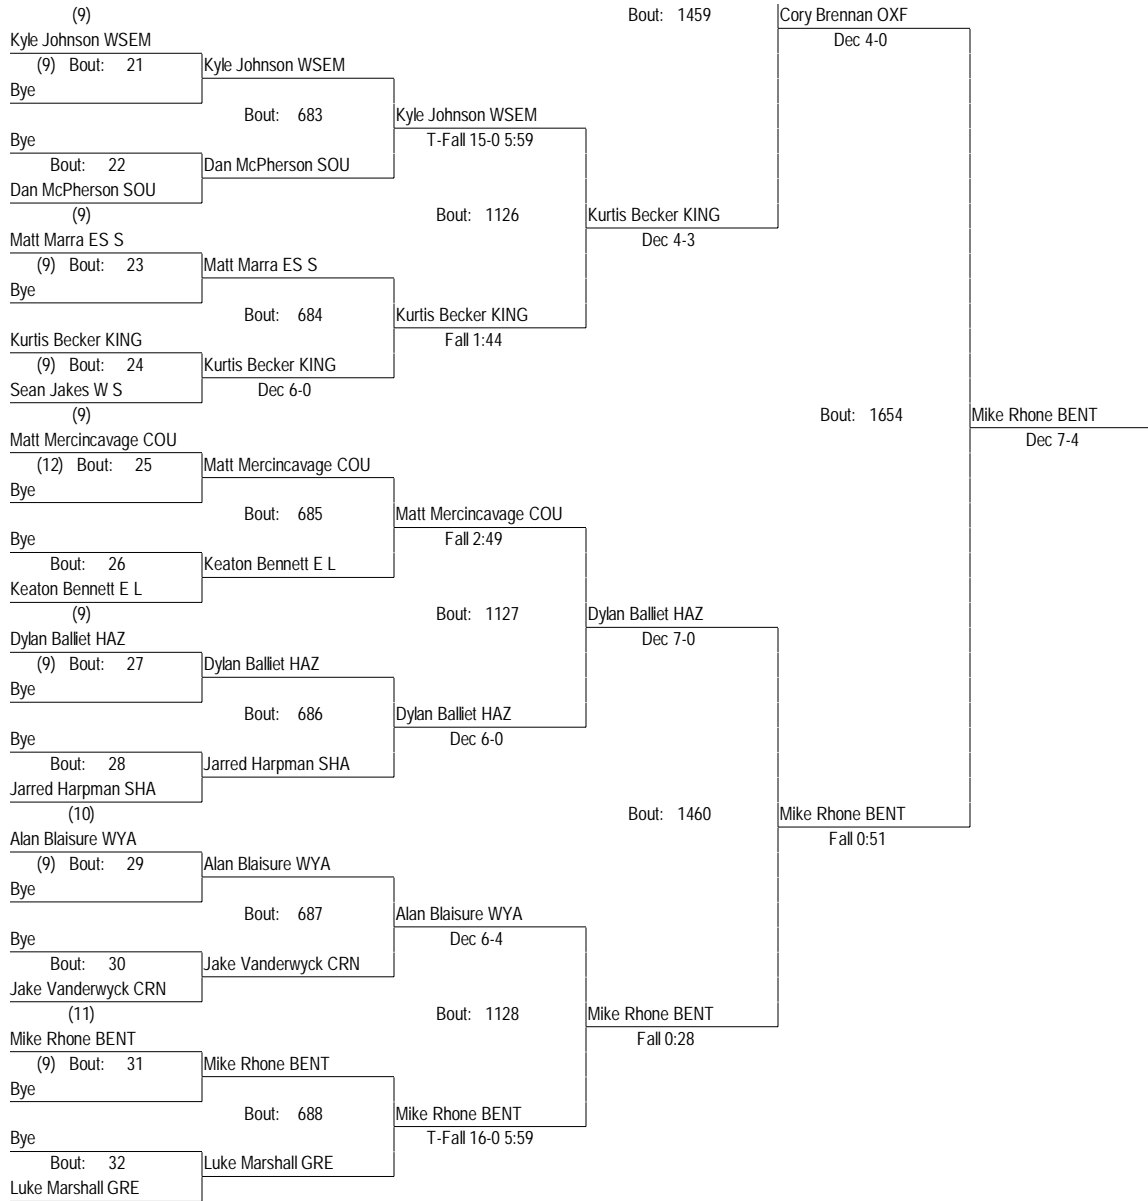 (9)
Bout: 1459
Cory Brennan OXF
Kyle Johnson WSEM
Dec 4-0
(9) Bout: 21
Kyle Johnson WSEM
Bye
Bout: 683
Kyle Johnson WSEM
Bye
T-Fall 15-0 5:59
Bout: 22
Dan McPherson SOU
Dan McPherson SOU
(9)
Bout: 1126
Kurtis Becker KING
Matt Marra ES S
Dec 4-3
(9) Bout: 23
Matt Marra ES S
Bye
Bout: 684
Kurtis Becker KING
Kurtis Becker KING
Fall 1:44
(9) Bout: 24
Kurtis Becker KING
Sean Jakes W S
Dec 6-0
(9)
Bout: 1654
Mike Rhone BENT
Matt Mercincavage COU
Dec 7-4
(12) Bout: 25
Matt Mercincavage COU
Bye
Bout: 685
Matt Mercincavage COU
Bye
Fall 2:49
Bout: 26
Keaton Bennett E L
Keaton Bennett E L
(9)
Bout: 1127
Dylan Balliet HAZ
Dylan Balliet HAZ
Dec 7-0
(9) Bout: 27
Dylan Balliet HAZ
Bye
Bout: 686
Dylan Balliet HAZ
Bye
Dec 6-0
Bout: 28
Jarred Harpman SHA
Jarred Harpman SHA
(10)
Bout: 1460
Mike Rhone BENT
Alan Blaisure WYA
Fall 0:51
(9) Bout: 29
Alan Blaisure WYA
Bye
Bout: 687
Alan Blaisure WYA
Bye
Dec 6-4
Bout: 30
Jake Vanderwyck CRN
Jake Vanderwyck CRN
(11)
Bout: 1128
Mike Rhone BENT
Mike Rhone BENT
Fall 0:28
(9) Bout: 31
Mike Rhone BENT
Bye
Bout: 688
Mike Rhone BENT
Bye
T-Fall 16-0 5:59
Bout: 32
Luke Marshall GRE
Luke Marshall GRE